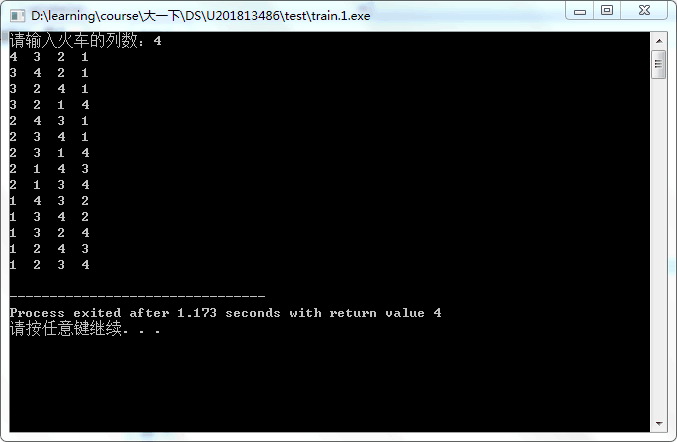 D:\learning\course\大一下\DS\U201813486\test\train.1.exe
请输入火车的列数：4
4 3 2 1
3 4 2 1
3 2 4 1
3 2 1 4
2 4 3 1
2 3 4 1
2 3 1 4
2 1 4 3
2 1 3 4
1 4 3 2
1 3 4 2
1 3 2 4
1 2 4 3
1 2 3 4
--------------------------------
Process exited after 1.173 seconds with return value 4
请按任意键继续. . .